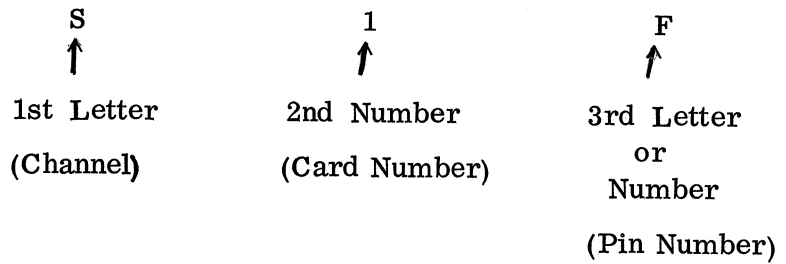 S 1 F
1st Letter 2nd Number 3rd Letter
or
Number
(Channel) (Card Number)
(Pin Number)